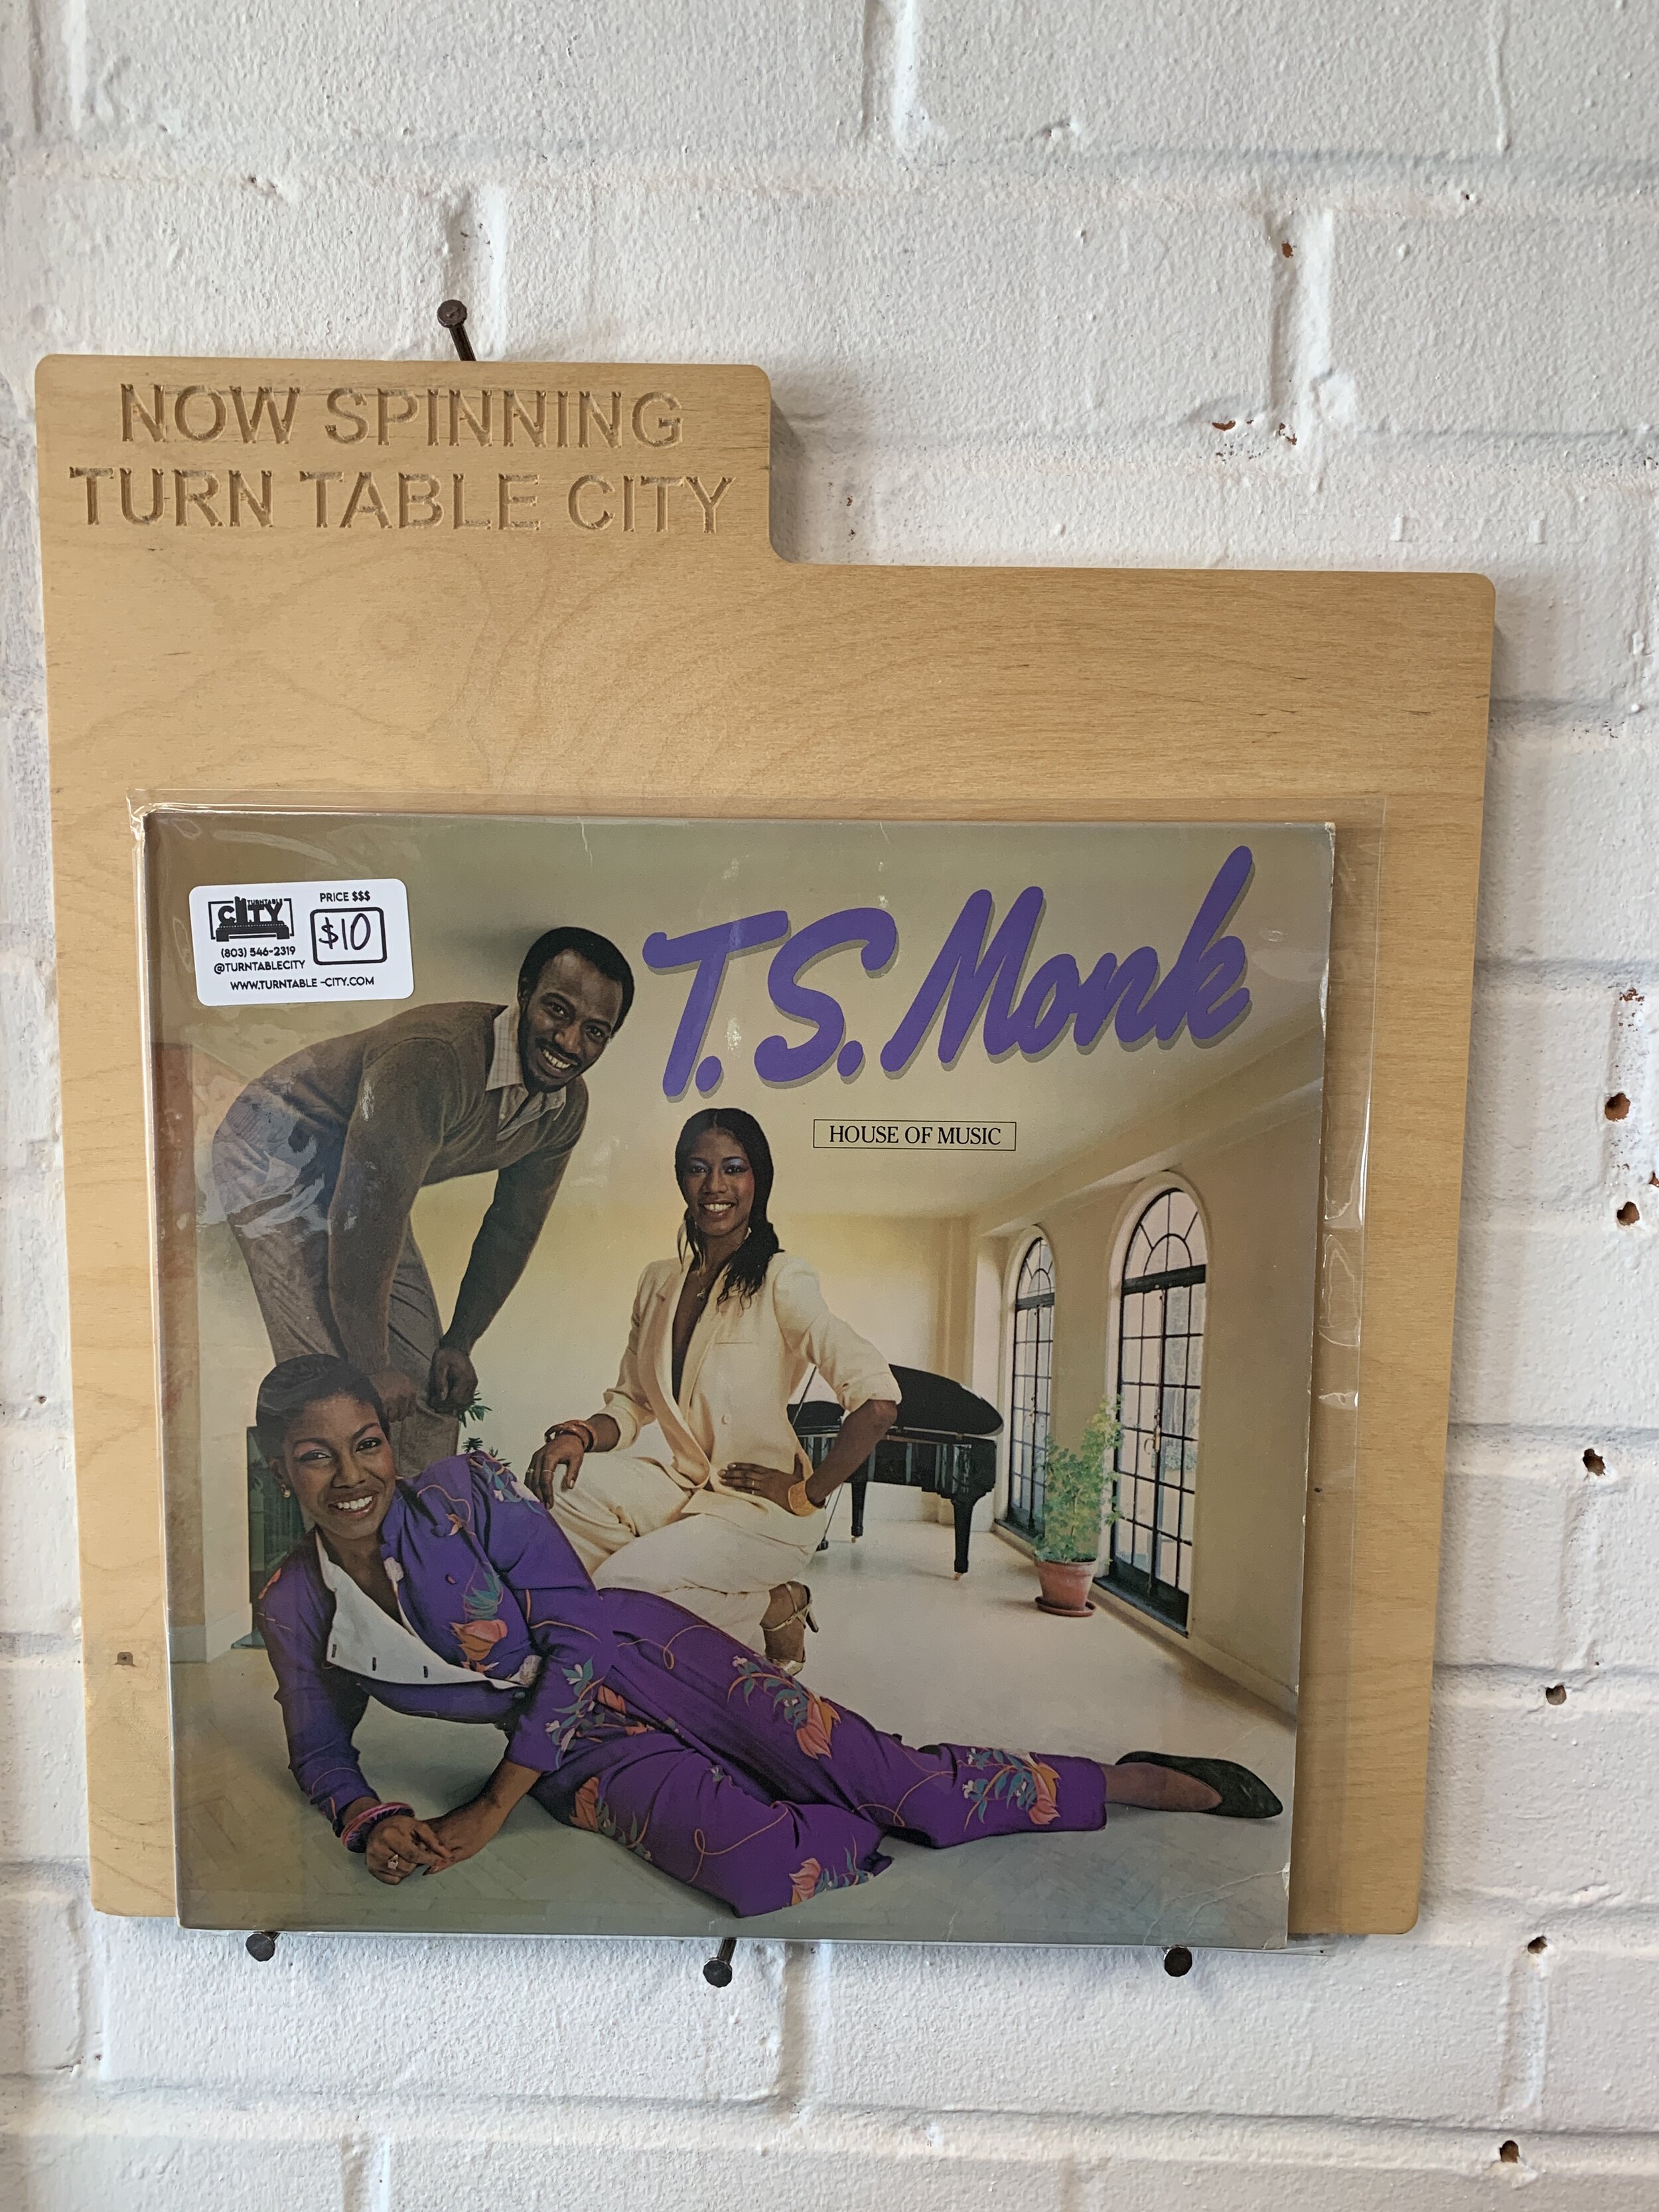 NOW SPINNING
TURN TABLE CITY
TURNTABLE
CITY
PRICE $$$
$10
(803) 546-2319
@TURNTABLECITY
WWW.TURNTABLE-CITY.COM
T.S. Monk
HOUSE OF MUSIC